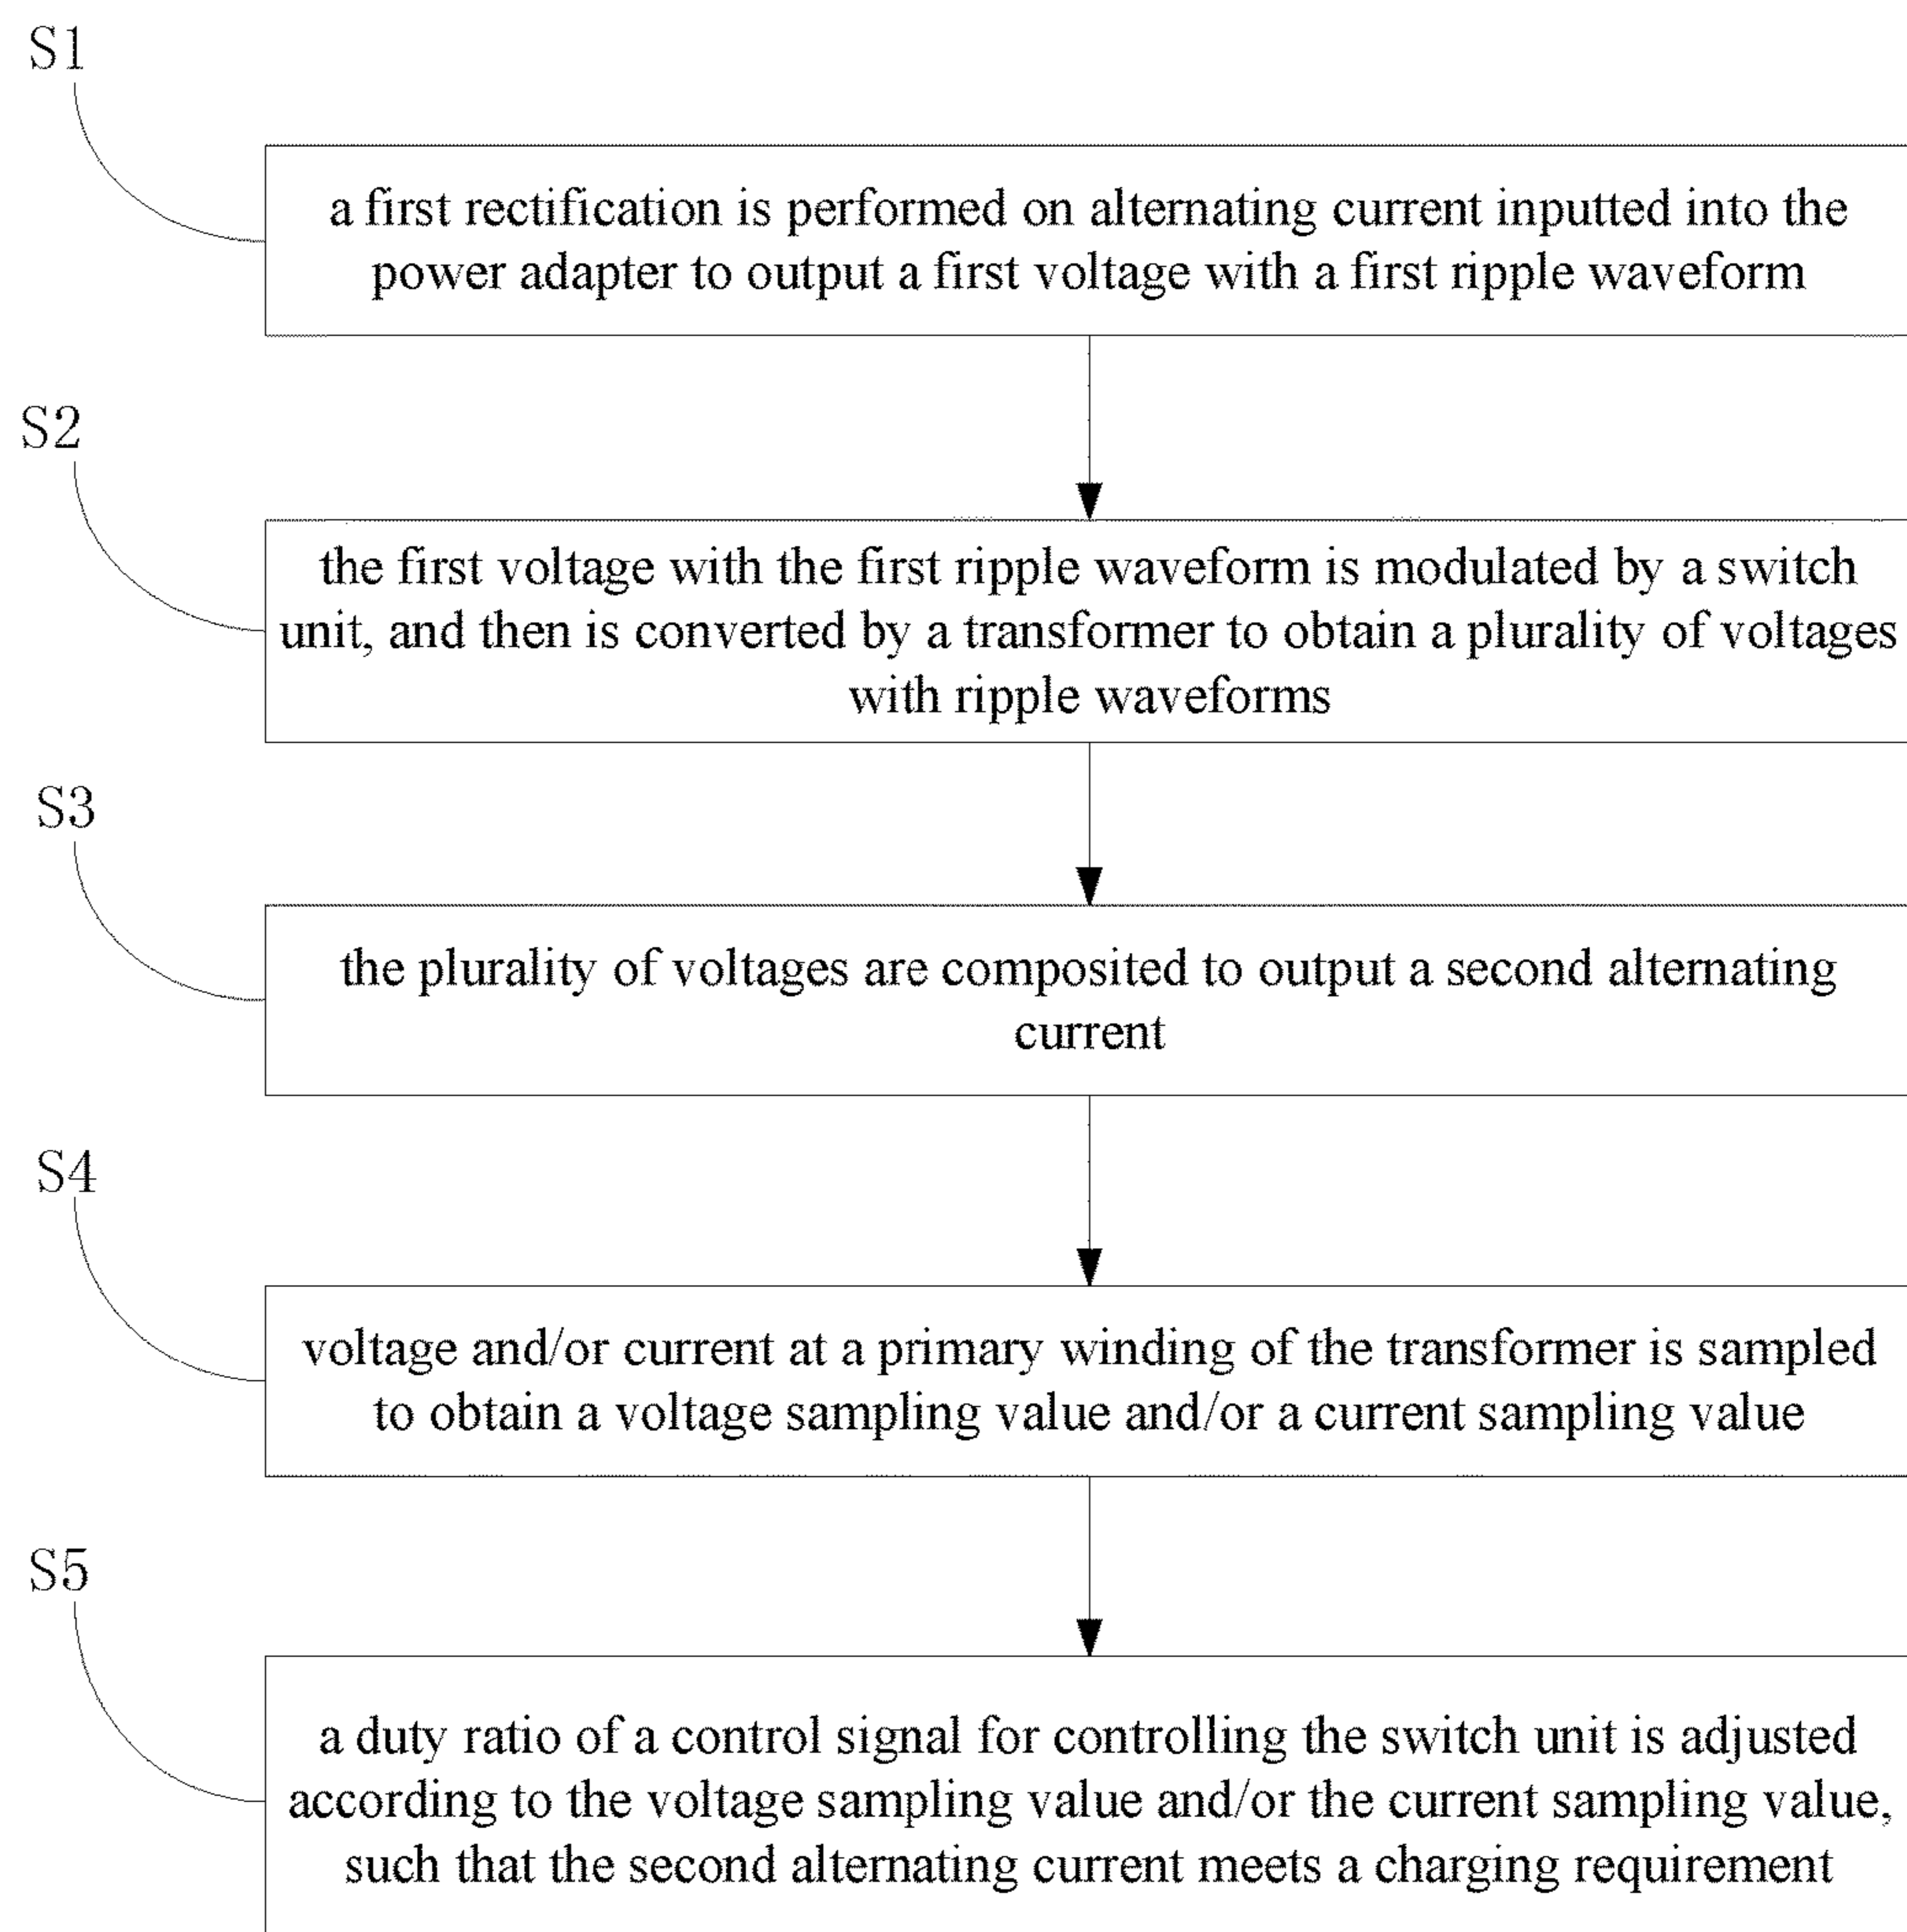 S1
a first rectification is performed on alternating current inputted into the
power adapter to output a first voltage with a first ripple waveform
S2
the first voltage with the first ripple waveform is modulated by a switch
unit, and then is converted by a transformer to obtain a plurality of voltages
with ripple waveforms
S3
the plurality of voltages are composited to output a second alternating
current
S4
voltage and/or current at a primary winding of the transformer is sampled
to obtain a voltage sampling value and/or a current sampling value
S5
a duty ratio of a control signal for controlling the switch unit is adjusted
according to the voltage sampling value and/or the current sampling value,
such that the second alternating current meets a charging requirement